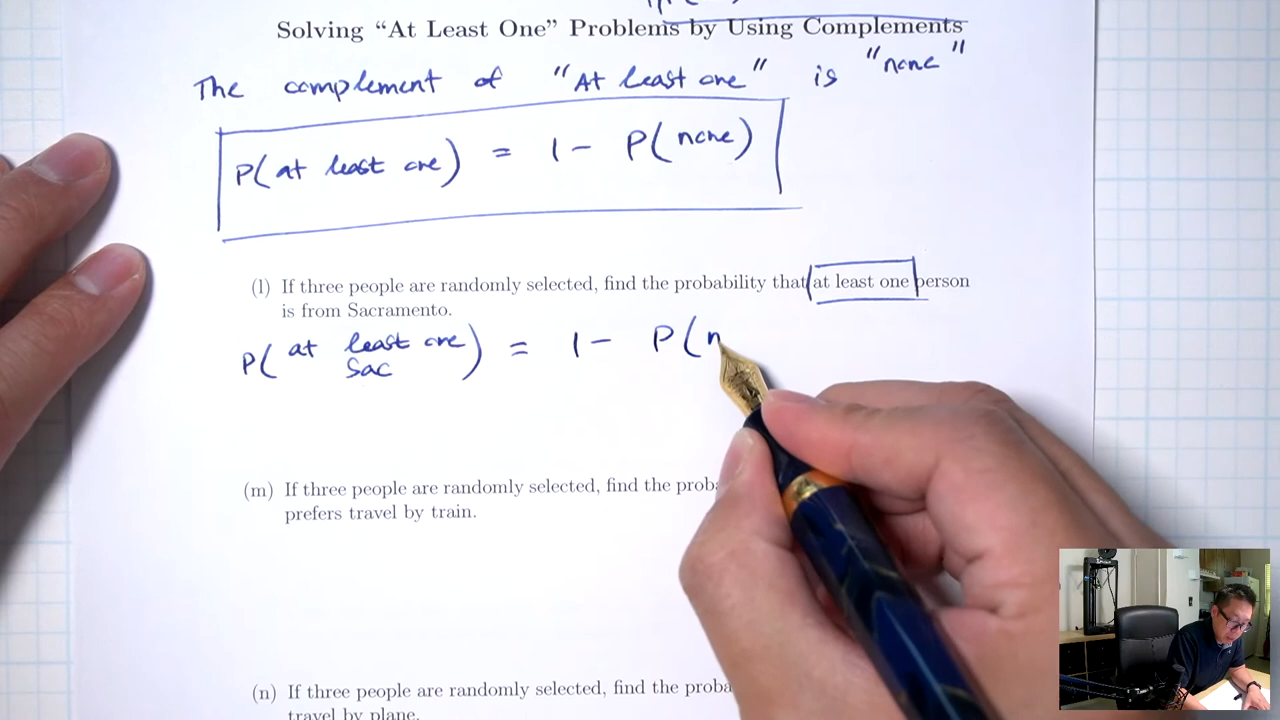 Solving “At Least One” Problems by Using Complements
The complement of "At least one" is "none"
P(at least one) = 1 - P(none)
(l) If three people are randomly selected, find the probability that at least one person
is from Sacramento.
P(at least one Sac) = 1 - P(n
(m) If three people are randomly selected, find the proba
prefers travel by train.
(n) If three people are randomly selected, find the proba
travel by plane.